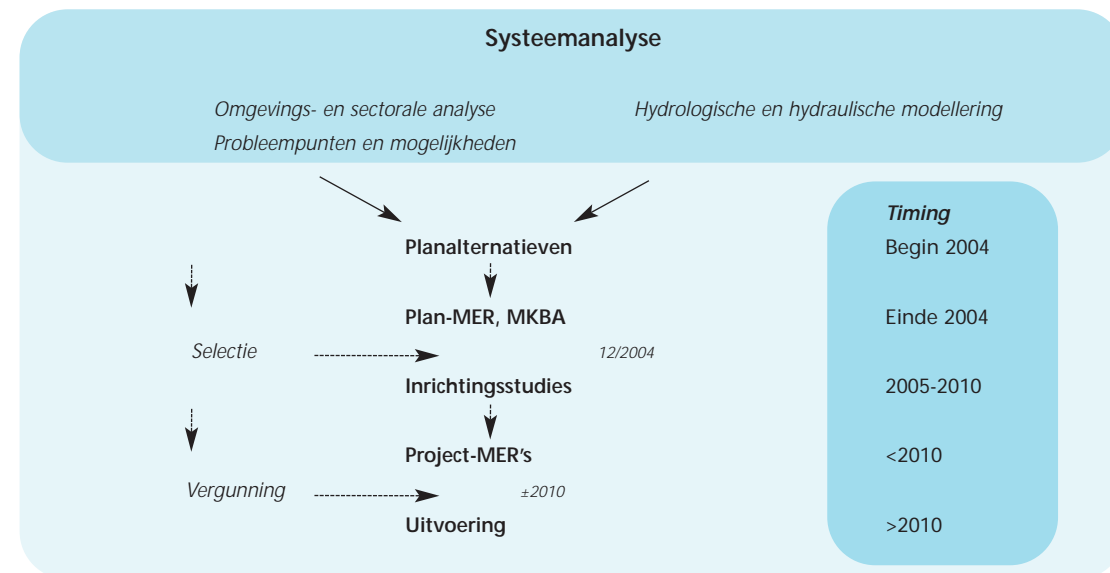 Systeemanalyse
Omgevings- en sectorale analyse
Hydrologische en hydraulische modellering
Probleempunten en mogelijkheden
Timing
Planalternatieven
Begin 2004
Plan-MER, MKBA
Einde 2004
Selectie
12/2004
Inrichtingsstudies
2005-2010
Project-MER's
<2010
Vergunning
±2010
Uitvoering
>2010